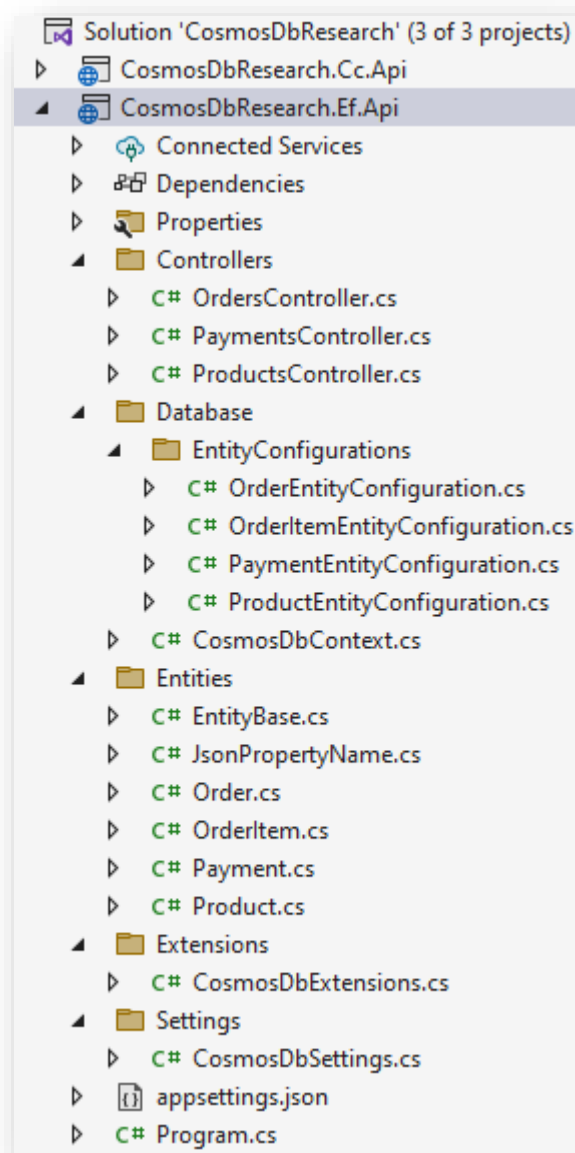 Solution 'CosmosDbResearch' (3 of 3 projects)
CosmosDbResearch.Cc.Api
CosmosDbResearch.Ef.Api
Connected Services
Dependencies
Properties
Controllers
C# OrdersController.cs
C# PaymentsController.cs
C# ProductsController.cs
Database
EntityConfigurations
C# OrderEntityConfiguration.cs
C# OrderItemEntityConfiguration.cs
C# PaymentEntityConfiguration.cs
C# ProductEntityConfiguration.cs
C# CosmosDbContext.cs
Entities
C# EntityBase.cs
C# JsonPropertyName.cs
C# Order.cs
C# OrderItem.cs
C# Payment.cs
C# Product.cs
Extensions
C# CosmosDbExtensions.cs
Settings
C# CosmosDbSettings.cs
appsettings.json
C# Program.cs